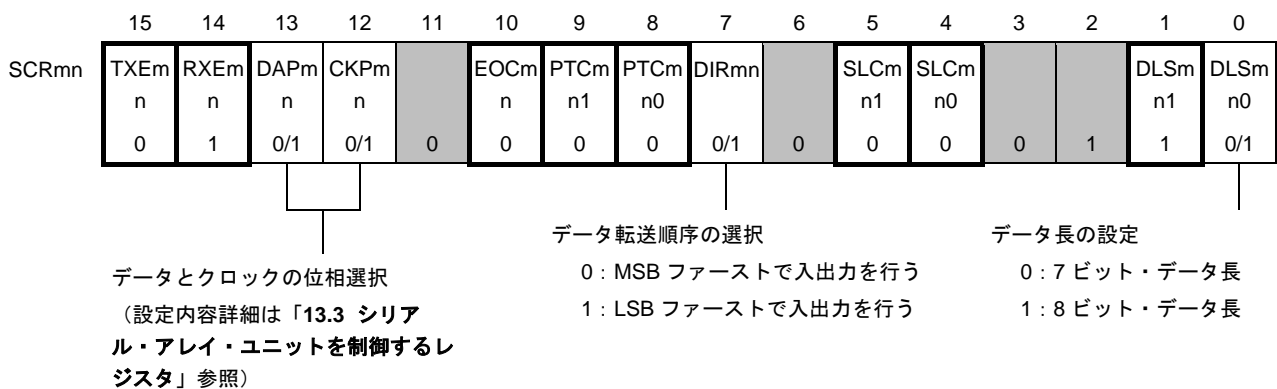 15 14 13 12 11 10 9 8 7 6 5 4 3 2 1 0
SCRmn TXEm RXEm DAPm CKPm EOCm PTCm PTCm DIRmn SLCm SLCm DLSm DLSm
n n n n n n1 n0 n1 n0 n1 n0
0 1 0/1 0/1 0 0 0 0 0/1 0 0 0 0 1 1 0/1
データとクロックの位相選択
(設定内容詳細は「13.3 シリア
ル・アレイ・ユニットを制御するレ
ジスタ」参照)
データ転送順序の選択
0:MSB ファーストで入出力を行う
1:LSB ファーストで入出力を行う
データ長の設定
0:7 ビット・データ長
1:8 ビット・データ長